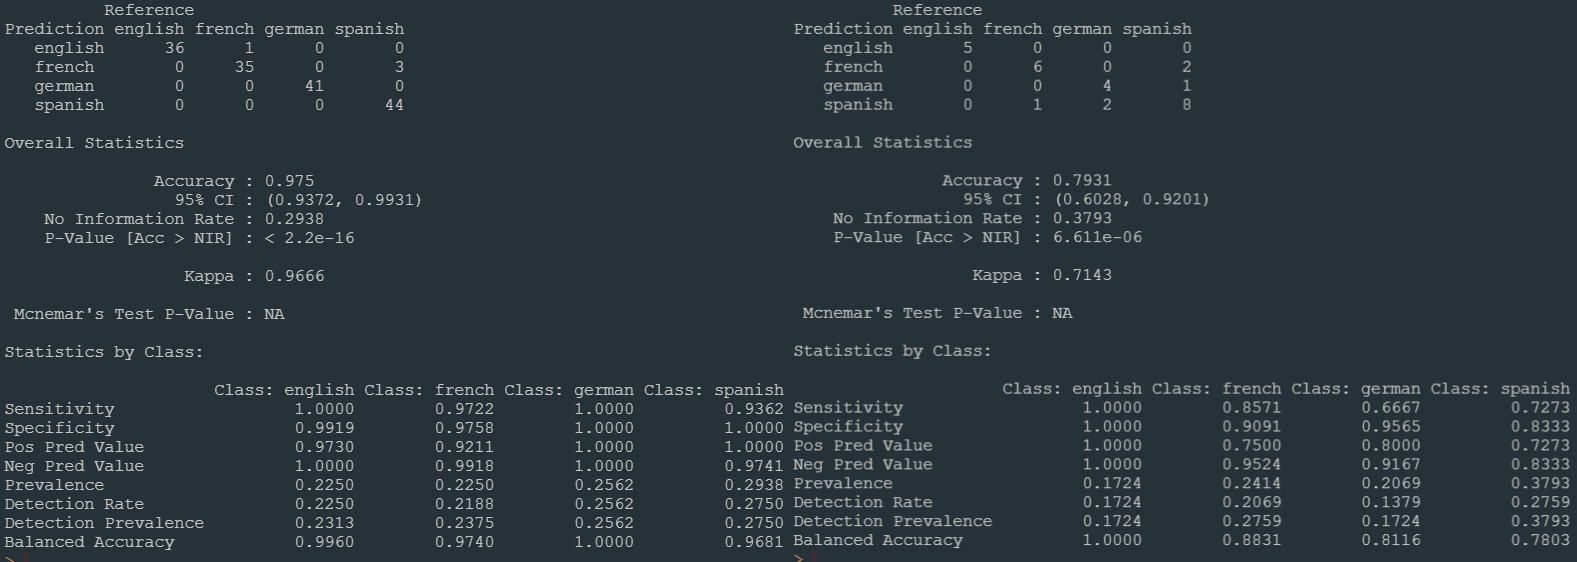 Reference
Prediction english french german spanish
english 36 1 0 0
french 0 35 0 3
german 0 0 41 0
spanish 0 0 0 44
Overall Statistics
Accuracy : 0.975
95% CI : (0.9372, 0.9931)
No Information Rate : 0.2938
P-Value [Acc > NIR] : < 2.2e-16
Kappa : 0.9666
Mcnemar's Test P-Value : NA
Statistics by Class:
Class: english Class: french Class: german Class: spanish
Sensitivity 1.0000 0.9722 1.0000 0.9362
Specificity 0.9919 0.9758 1.0000 1.0000
Pos Pred Value 0.9730 0.9211 1.0000 1.0000
Neg Pred Value 1.0000 0.9918 1.0000 0.9741
Prevalence 0.2250 0.2250 0.2562 0.2938
Detection Rate 0.2250 0.2188 0.2562 0.2750
Detection Prevalence 0.2313 0.2375 0.2562 0.2750
Balanced Accuracy 0.9960 0.9740 1.0000 0.9681
>
Reference
Prediction english french german spanish
english 5 0 0 0
french 0 6 0 2
german 0 0 4 1
spanish 0 1 2 8
Overall Statistics
Accuracy : 0.7931
95% CI : (0.6028, 0.9201)
No Information Rate : 0.3793
P-Value [Acc > NIR] : 6.611e-06
Kappa : 0.7143
Mcnemar's Test P-Value : NA
Statistics by Class:
Class: english Class: french Class: german Class: spanish
Sensitivity 1.0000 0.8571 0.6667 0.7273
Specificity 1.0000 0.9091 0.9565 0.8333
Pos Pred Value 1.0000 0.7500 0.8000 0.7273
Neg Pred Value 1.0000 0.9524 0.9167 0.8333
Prevalence 0.1724 0.2414 0.2069 0.3793
Detection Rate 0.1724 0.2069 0.1379 0.2759
Detection Prevalence 0.1724 0.2759 0.1724 0.3793
Balanced Accuracy 1.0000 0.8831 0.8116 0.7803
>